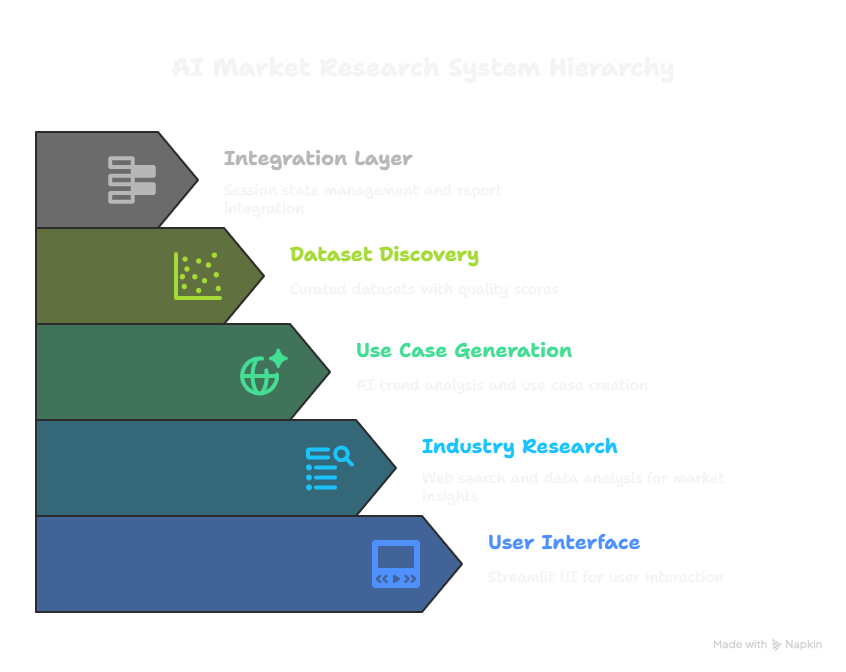 AI Market Research System Hierarchy
Integration Layer
Session state management and report
integration
Dataset Discovery
Curated datasets with quality scores
Use Case Generation
AI trend analysis and use case creation
Industry Research
Web search and data analysis for market
insights
User Interface
Streamlit UI for user interaction
Made with Napkin